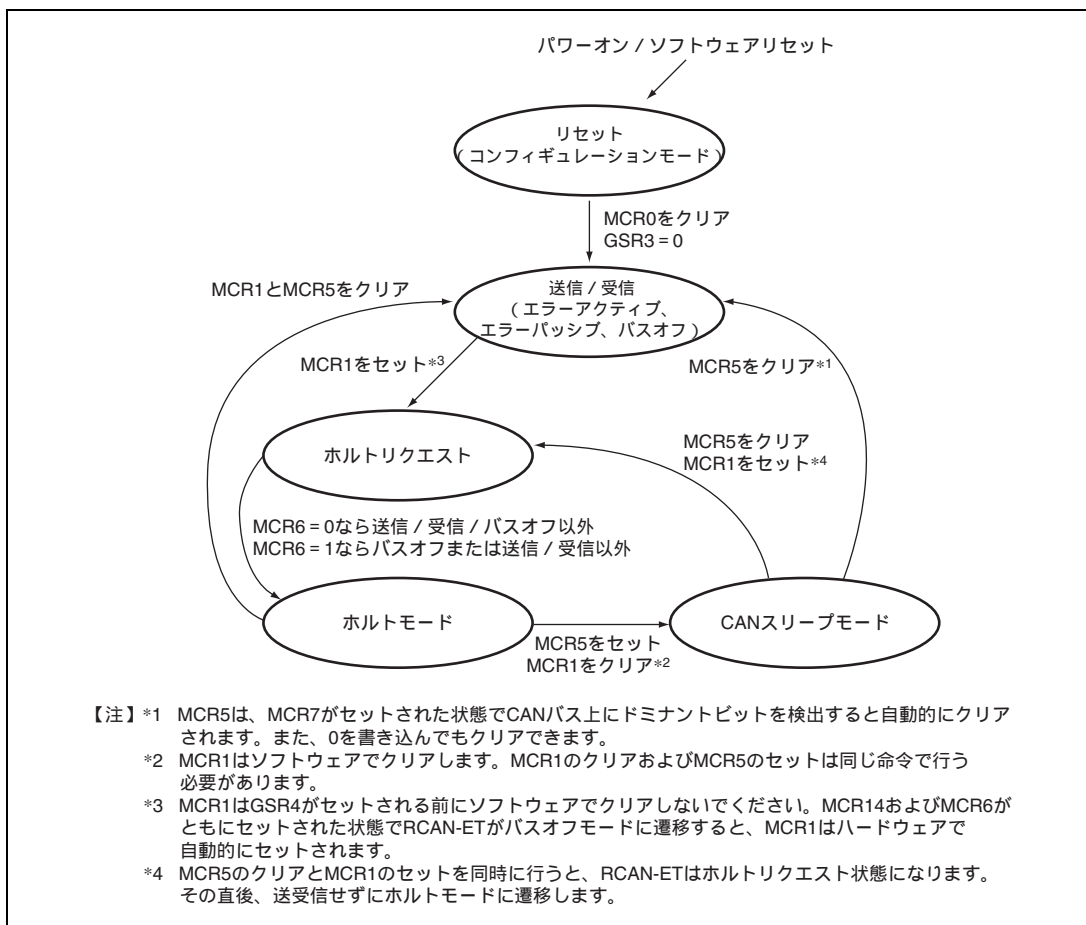 パワーオン / ソフトウェアリセット
リセット
( コンフィギュレーションモード )
MCR0をクリア
GSR3 = 0
MCR1とMCR5をクリア
送信 / 受信
( エラーアクティブ、
エラーパッシブ、バスオフ )
MCR1をセット*3
MCR5をクリア*1
MCR5をクリア
MCR1をセット*4
ホルトリクエスト
MCR6 = 0なら送信 / 受信 / バスオフ以外
MCR6 = 1ならバスオフまたは送信 / 受信以外
ホルトモード
CANスリープモード
MCR5をセット
MCR1をクリア*2
【注】*1 MCR5は、MCR7がセットされた状態でCANバス上にドミナントビットを検出すると自動的にクリア
されます。また、0を書き込んでもクリアできます。
*2 MCR1はソフトウェアでクリアします。MCR1のクリアおよびMCR5のセットは同じ命令で行う
必要があります。
*3 MCR1はGSR4がセットされる前にソフトウェアでクリアしないでください。MCR14およびMCR6が
ともにセットされた状態でRCAN-ETがバスオフモードに遷移すると、MCR1はハードウェアで
自動的にセットされます。
*4 MCR5のクリアとMCR1のセットを同時に行うと、RCAN-ETはホルトリクエスト状態になります。
その直後、送受信せずにホルトモードに遷移します。